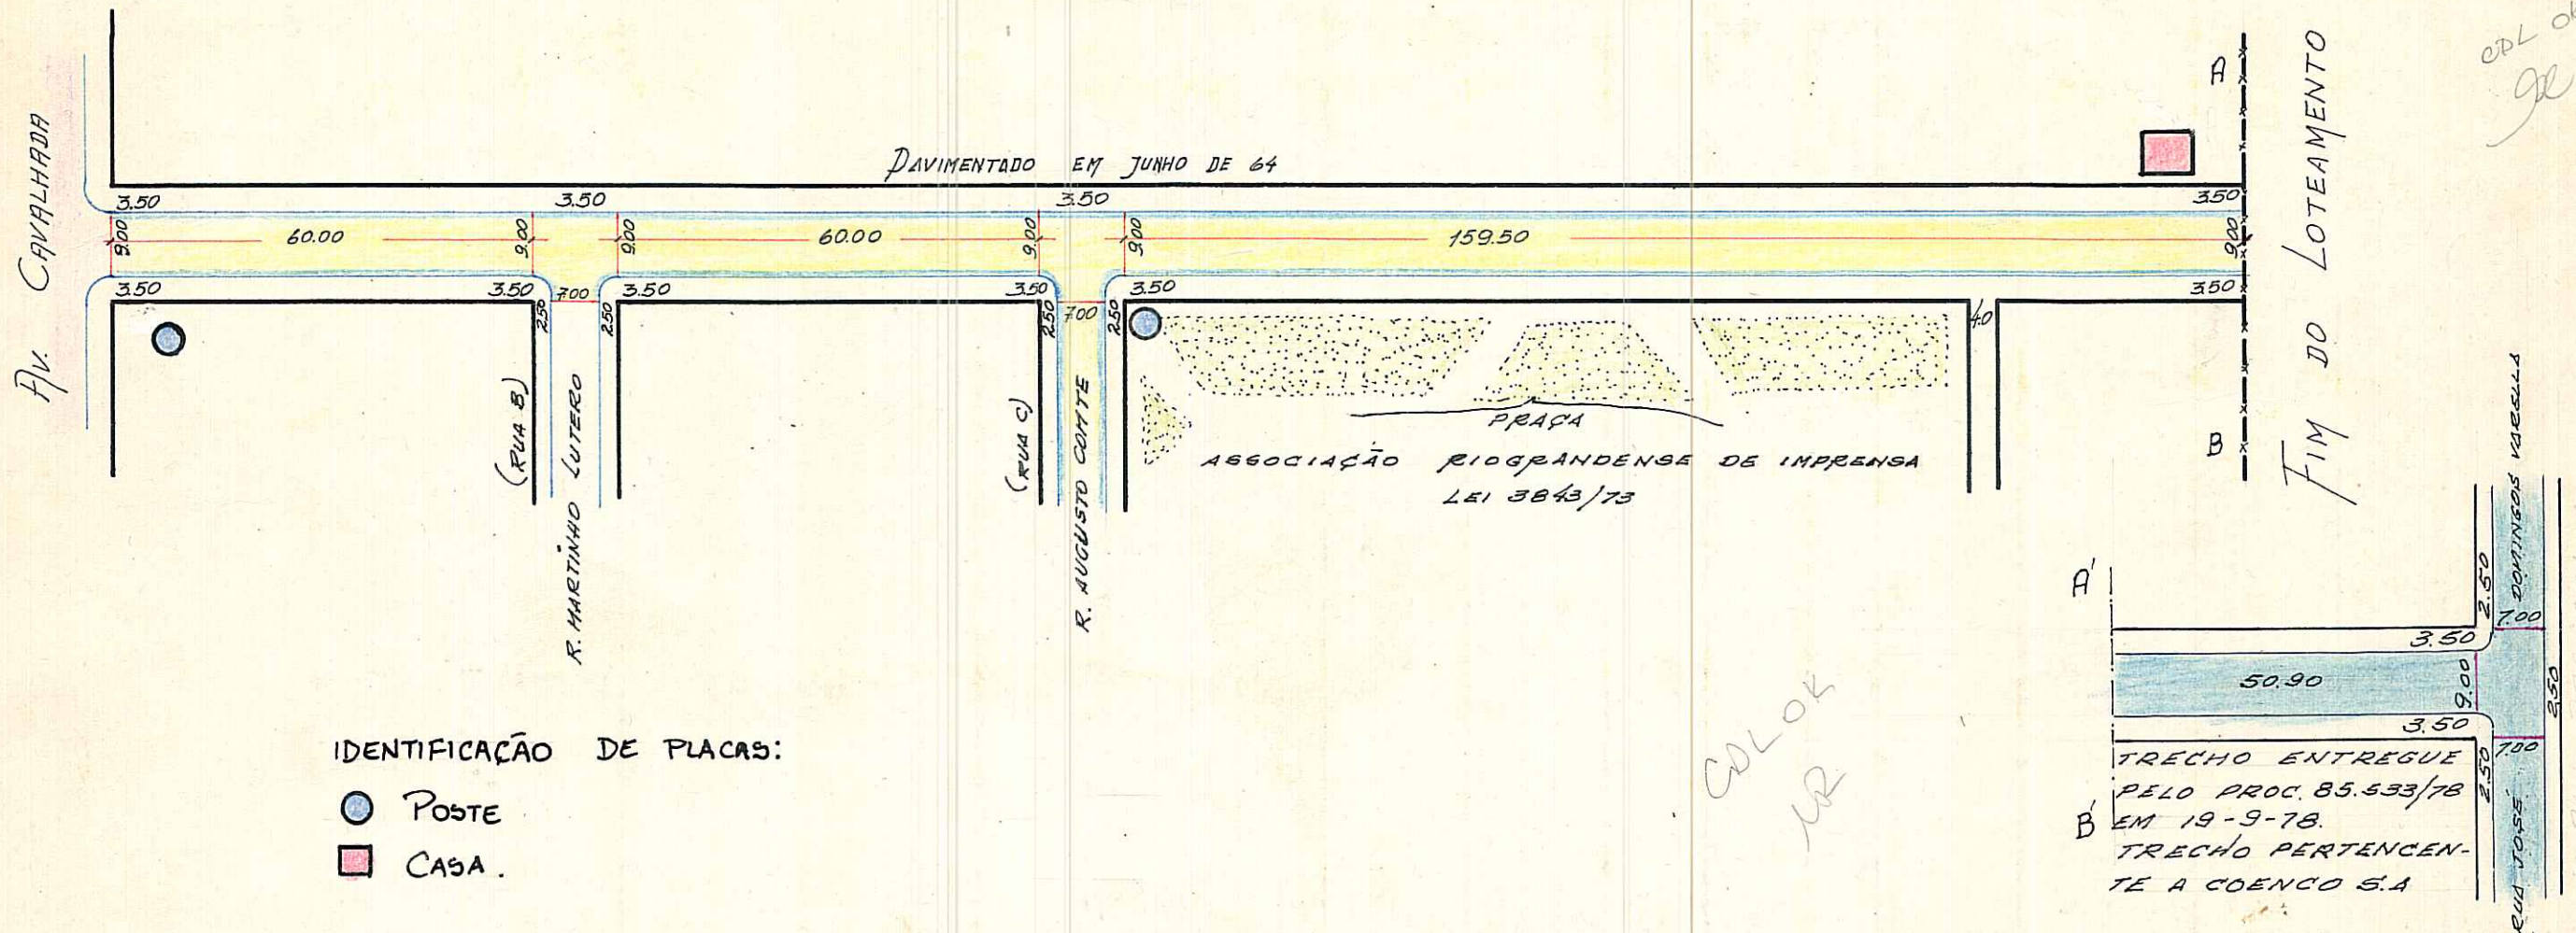 AV. CAVALHADA
PAVIMENTADO EM JUNHO DE 64
3.50 3.50 3.50 3.50
9.00 60.00 9.00 9.00 60.00 9.00 9.00 159.50 9.00
3.50 3.50 7.00 3.50 3.50 7.00 3.50 3.50
2.50 2.50 2.50 2.50 4.0
(RUA B)
R. MARTINHO LUTERO
(RUA C)
R. AUGUSTO COMTE
PRAÇA
ASSOCIAÇÃO RIOGRANDENSE DE IMPRENSA
LEI 3843/73
A
B
FIM DO LOTEAMENTO
CDL OK
CDL OK
IDENTIFICAÇÃO DE PLACAS:
POSTE
CASA.
A'
B'
2.50
7.00
3.50
50.90 9.00 2.50
3.50
7.00
2.50
RUA JOSÉ DOMINGOS VARELLA
TRECHO ENTREGUE
PELO PROC. 85.533/78
EM 19-9-78.
TRECHO PERTENCEN-
TE A COENCO S.A